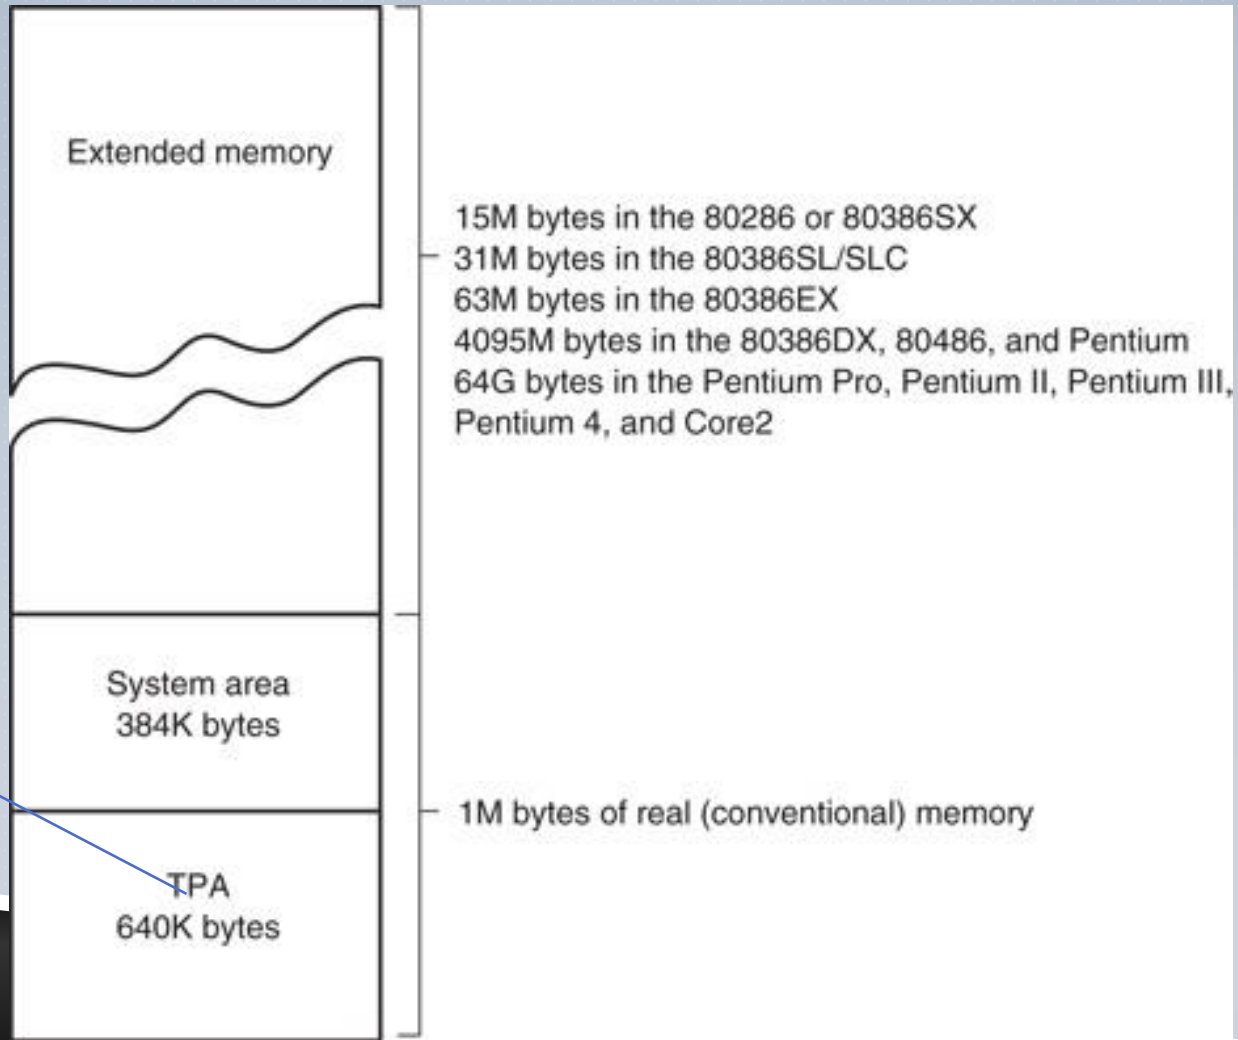 Extended memory
15M bytes in the 80286 or 80386SX
31M bytes in the 80386SL/SLC
63M bytes in the 80386EX
4095M bytes in the 80386DX, 80486, and Pentium
64G bytes in the Pentium Pro, Pentium II, Pentium III,
Pentium 4, and Core2
System area
384K bytes
1M bytes of real (conventional) memory
TPA
640K bytes